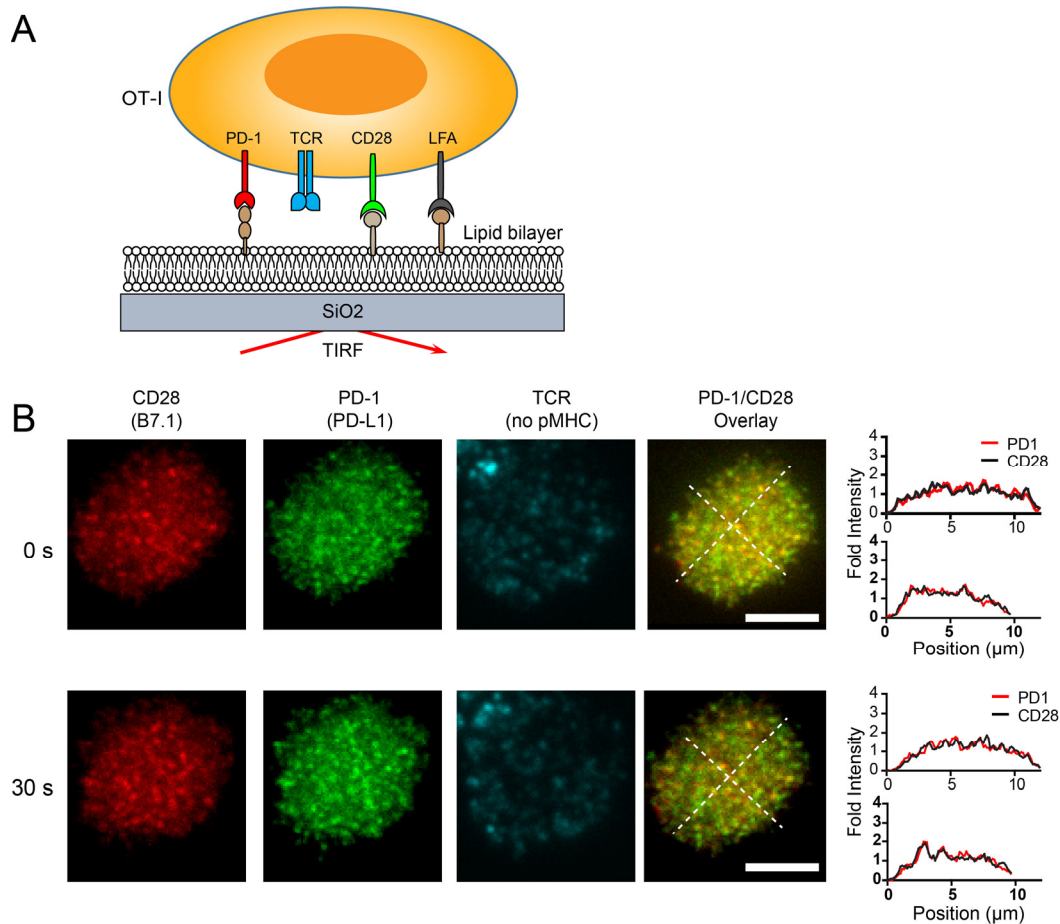 A
OT-I
PD-1 TCR CD28 LFA
Lipid bilayer
SiO2
TIRF
B
CD28
(B7.1)
PD-1
(PD-L1)
TCR
(no pMHC)
PD-1/CD28
Overlay
0 s
Fold Intensity
4
3
2
1
0
PD1
CD28
0 5 10
4
3
2
1
0
0 5 10
Position (µm)
30 s
Fold Intensity
4
3
2
1
0
PD1
CD28
0 5 10
4
3
2
1
0
0 5 10
Position (µm)